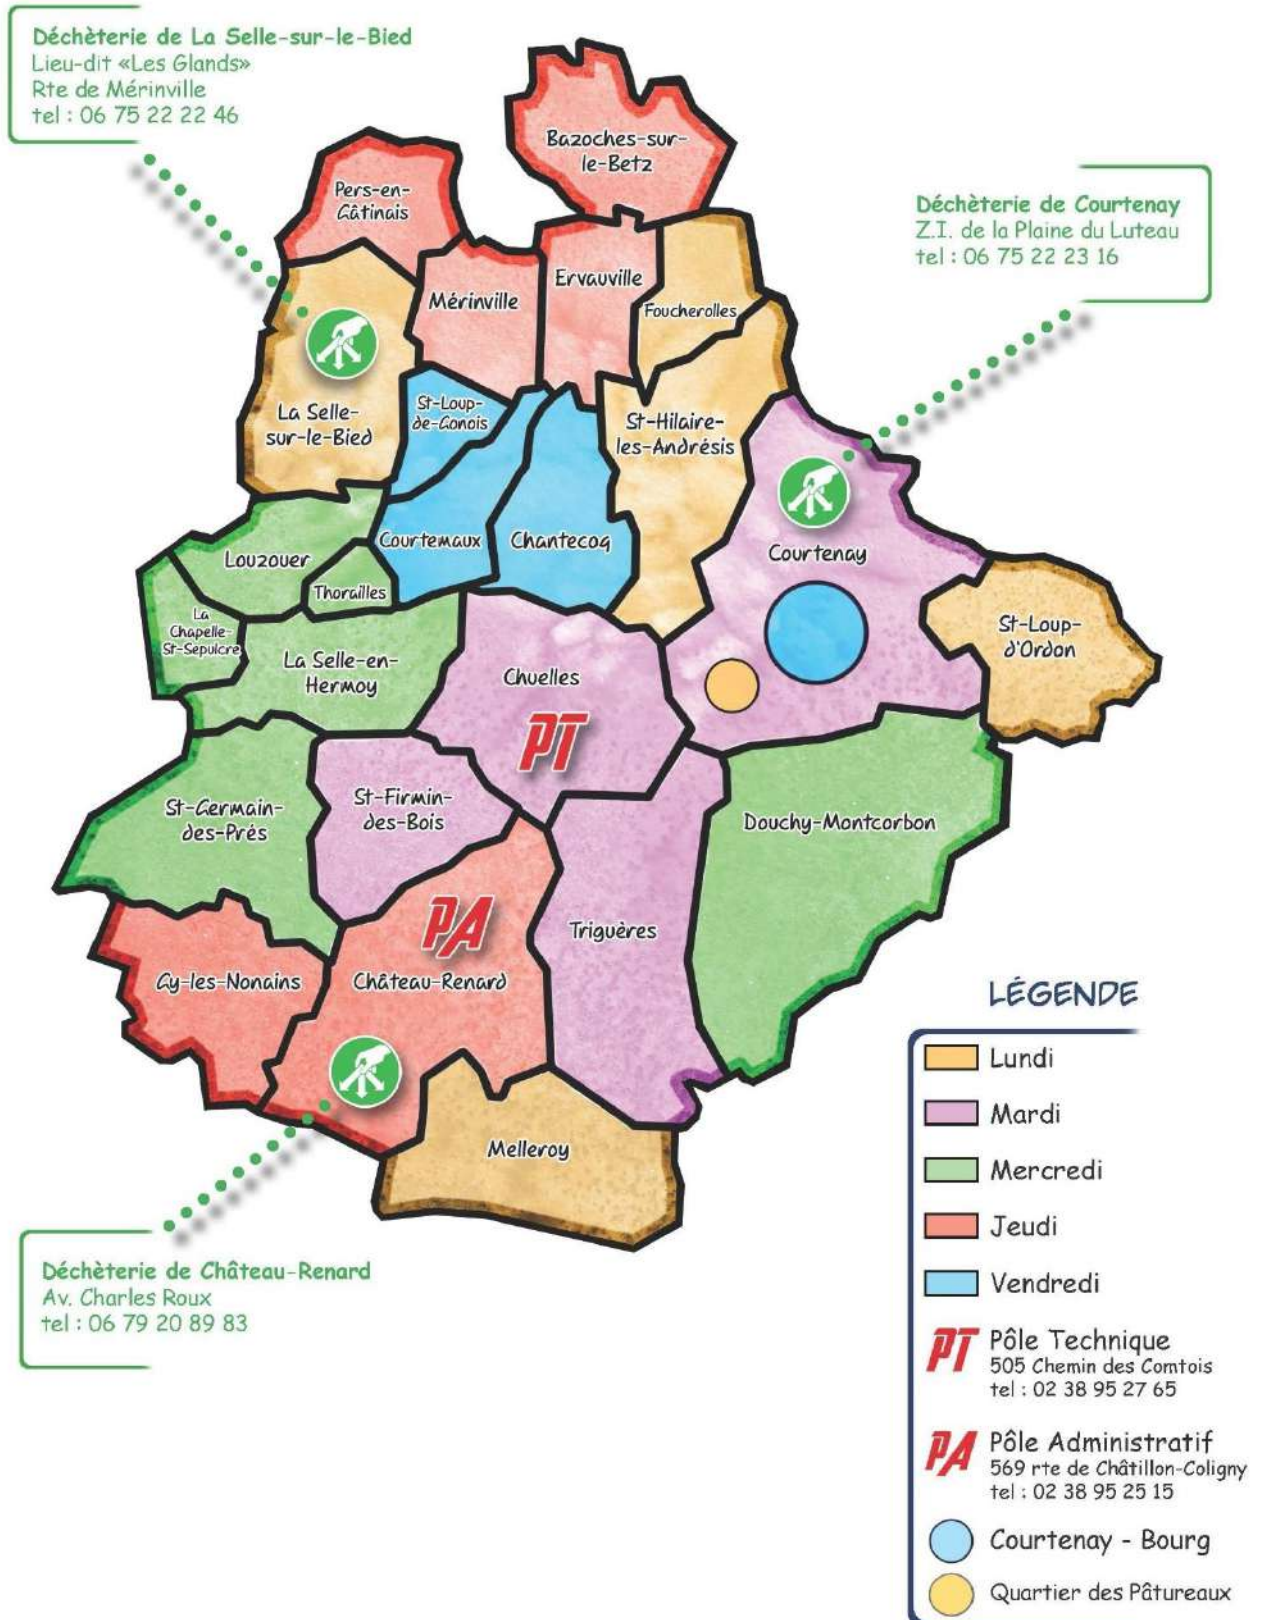 Déchèterie de La Selle-sur-le-Bied
Lieu-dit «Les Glands»
Rte de Mérinville
tel : 06 75 22 22 46
Déchèterie de Courtenay
Z.I. de la Plaine du Luteau
tel : 06 75 22 23 16
Bazoches-sur-
le-Betz
Pers-en-
Gâtinais
Mérinville
Ervauville
Foucherolles
La Selle-
sur-le-Bied
St-Loup-
de-Gonois
St-Hilaire-
les-Andrésis
Courtemaux
Chantecoq
Courtenay
Louzouer
Thorailles
La
Chapelle-
St-Sépulcre
La Selle-en-
Hermoy
Chuelles
PT
St-Loup-
d'Ordon
St-Germain-
des-Prés
St-Firmin-
des-Bois
Douchy-Montcorbon
PA
Triguères
Gy-les-Nonains
Château-Renard
Melleroy
Déchèterie de Château-Renard
Av. Charles Roux
tel : 06 79 20 89 83
LÉGENDE
Lundi
Mardi
Mercredi
Jeudi
Vendredi
PT Pôle Technique
505 Chemin des Comtois
tel : 02 38 95 27 65
PA Pôle Administratif
569 rte de Châtillon-Coligny
tel : 02 38 95 25 15
Courtenay - Bourg
Quartier des Pâtureaux